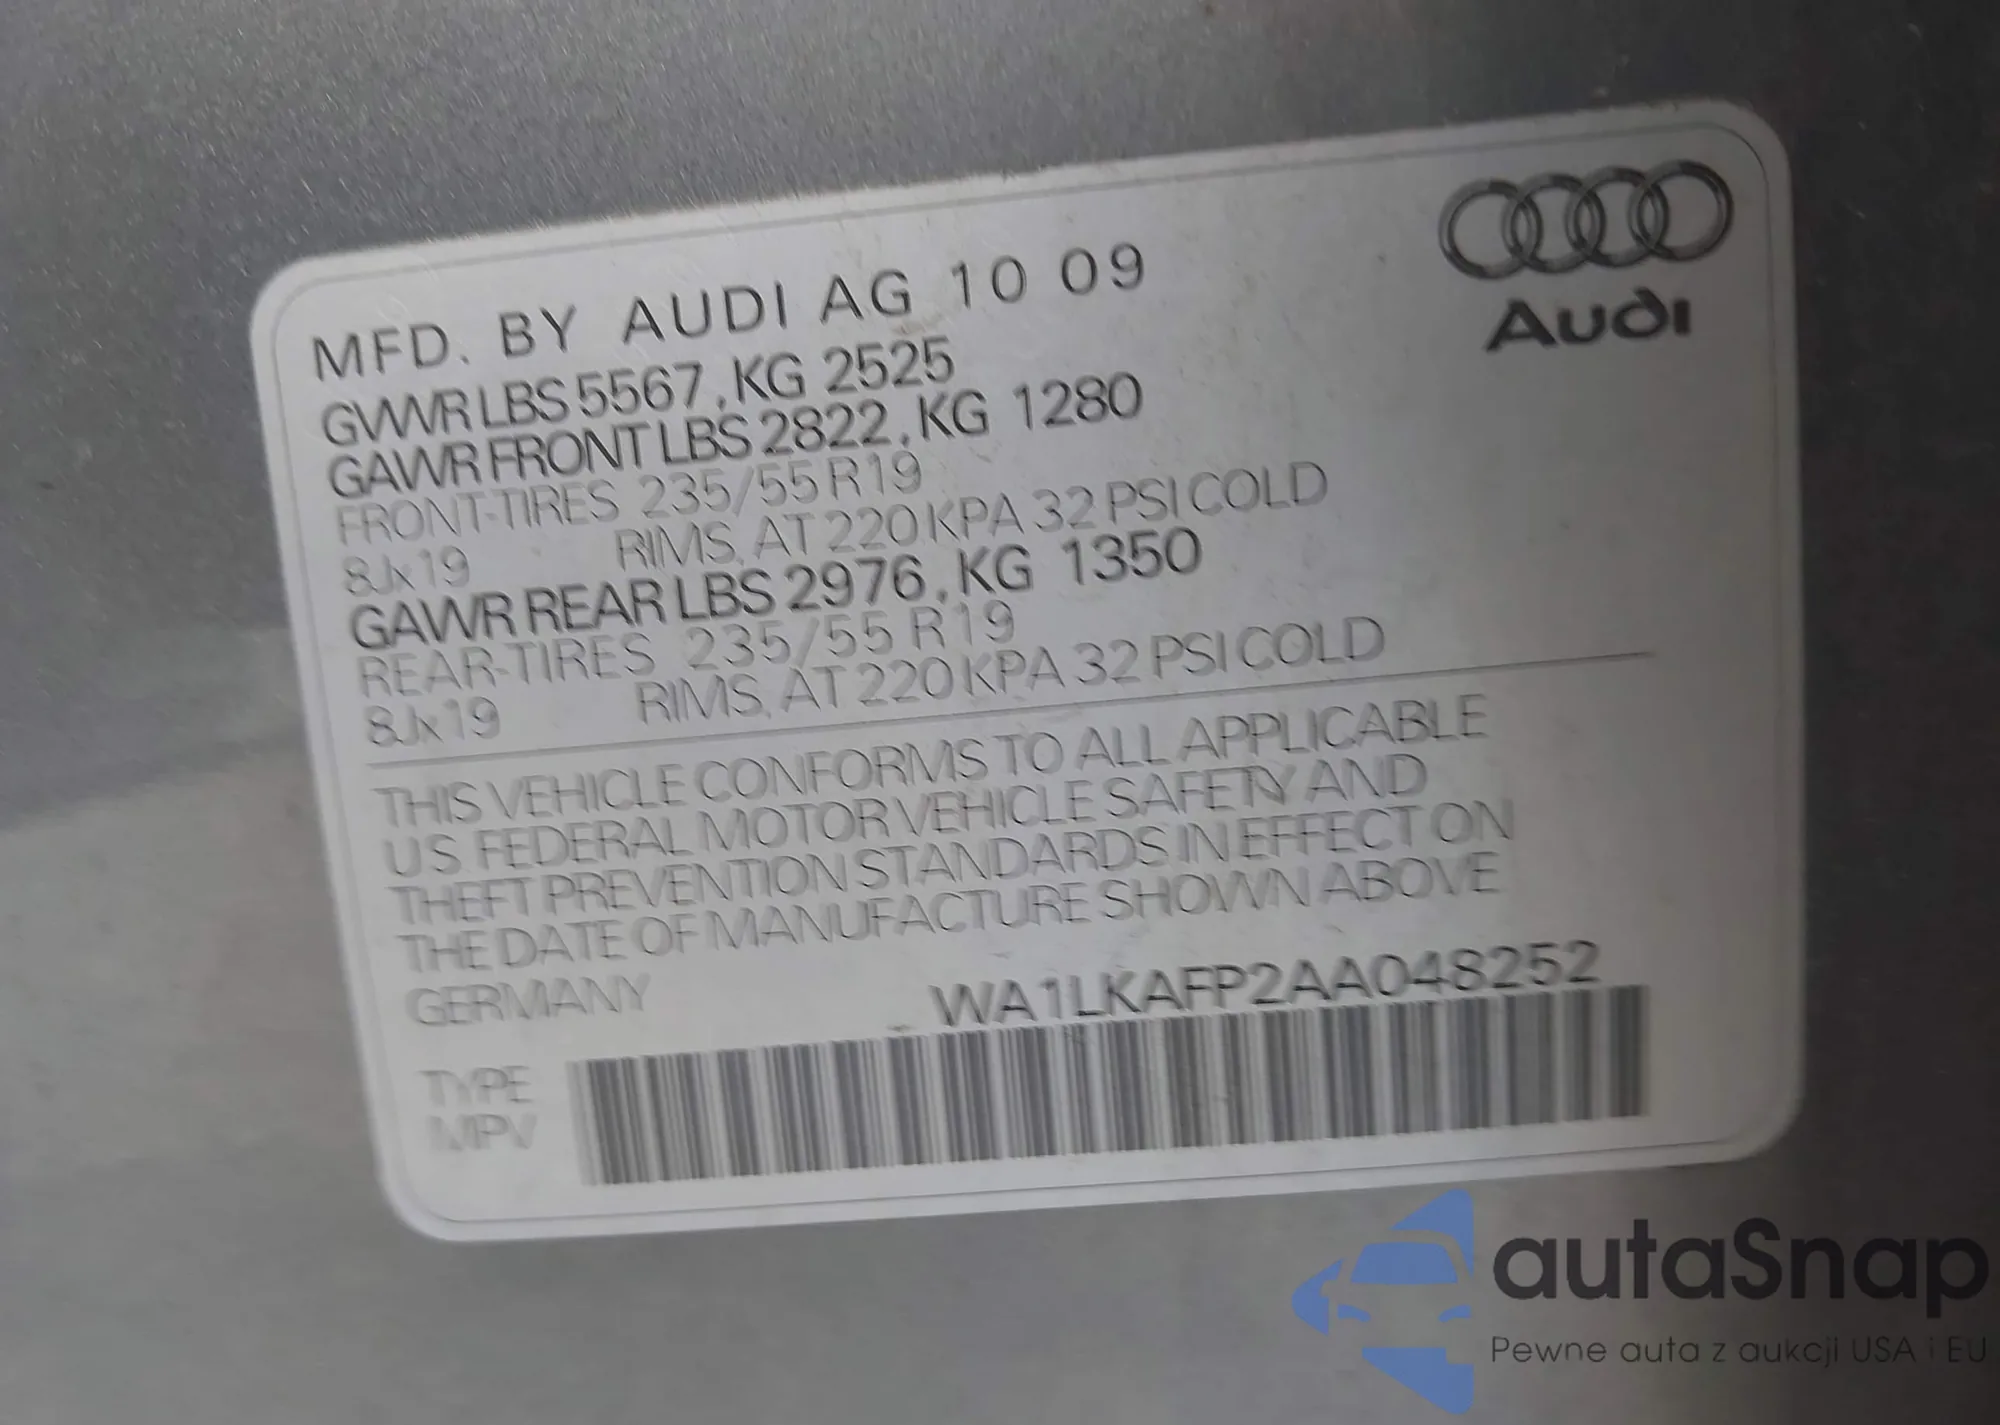 Audi
MFD. BY AUDI AG 10 09
GVWR LBS 5567, KG 2525
GAWR FRONT LBS 2822, KG 1280
FRONT-TIRES 235/55 R19
8Jx19 RIMS, AT 220 KPA 32 PSI COLD
GAWR REAR LBS 2976, KG 1350
REAR-TIRES 235/55 R19
8Jx19 RIMS, AT 220 KPA 32 PSI COLD
THIS VEHICLE CONFORMS TO ALL APPLICABLE
US FEDERAL MOTOR VEHICLE SAFETY AND
THEFT PREVENTION STANDARDS IN EFFECT ON
THE DATE OF MANUFACTURE SHOWN ABOVE
GERMANY WA1LKAFP2AA048252
TYPE
MPV
autaSnap
Pewne auta z aukcji USA i EU